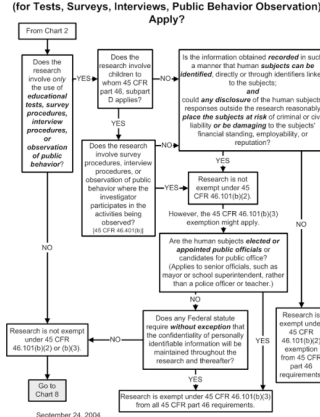 (for Tests, Surveys, Interviews, Public Behavior Observation)
Apply?
From Chart 2
Does the
research
involve only
the use of
educational
tests, survey
procedures,
interview
procedures,
or
observation
of public
behavior?
YES
Does the
research
involve
children to
whom 45 CFR
part 46, subpart
D applies?
NO
Is the information obtained recorded in such
a manner that human subjects can be
identified, directly or through identifiers linked
to the subjects;
and
could any disclosure of the human subjects'
responses outside the research reasonably
place the subjects at risk of criminal or civil
liability or be damaging to the subjects'
financial standing, employability, or
reputation?
YES
Does the research
involve survey
procedures, interview
procedures, or
observation of public
behavior where the
investigator
participates in the
activities being
observed?
[45 CFR 46.401(b)]
NO
YES
YES
Research is not
exempt under 45
CFR 46.101(b)(2).
However, the 45 CFR 46.101(b)(3)
exemption might apply.
NO
NO
Are the human subjects elected or
appointed public officials or
candidates for public office?
(Applies to senior officials, such as
mayor or school superintendent, rather
than a police officer or teacher.)
NO
YES
Research is not exempt
under 45 CFR
46.101(b)(2) or (b)(3).
NO
Does any Federal statute
require without exception that
the confidentiality of personally
identifiable information will be
maintained throughout the
research and thereafter?
Research is
exempt under
45 CFR
46.101(b)(2)
exemption
from 45 CFR
part 46
requirements.
YES
Go to
Chart 8
Research is exempt under 45 CFR 46.101(b)(3)
from all 45 CFR part 46 requirements.
September 24, 2004